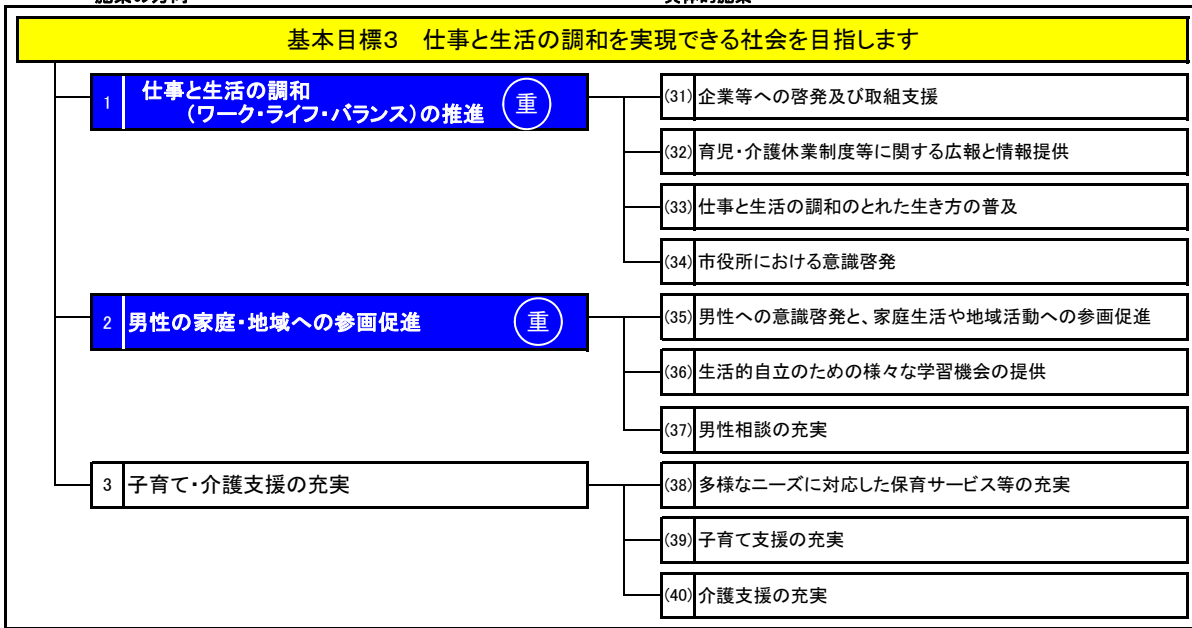 基本目標3 仕事と生活の調和を実現できる社会を目指します
1 仕事と生活の調和
(ワーク・ライフ・バランス)の推進 重
(31) 企業等への啓発及び取組支援
(32) 育児・介護休業制度等に関する広報と情報提供
(33) 仕事と生活の調和のとれた生き方の普及
(34) 市役所における意識啓発
2 男性の家庭・地域への参画促進 重
(35) 男性への意識啓発と、家庭生活や地域活動への参画促進
(36) 生活的自立のための様々な学習機会の提供
(37) 男性相談の充実
3 子育て・介護支援の充実
(38) 多様なニーズに対応した保育サービス等の充実
(39) 子育て支援の充実
(40) 介護支援の充実